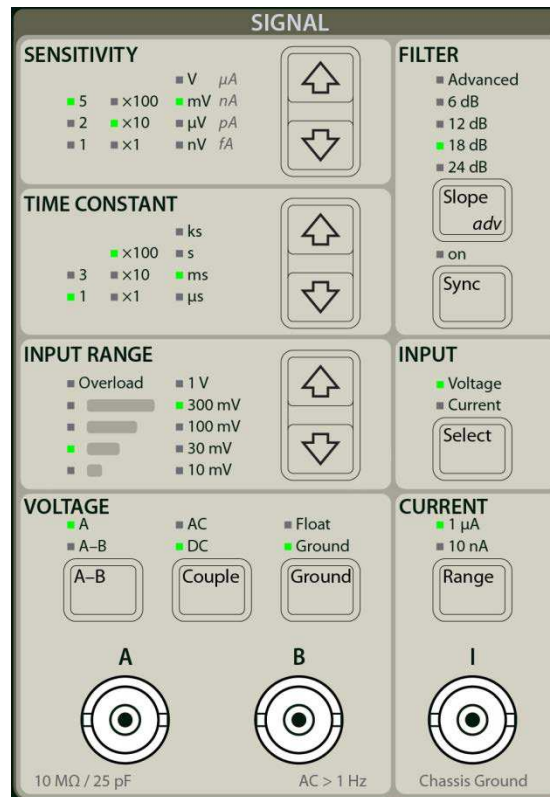 SIGNAL
SENSITIVITY
V µA
5 ×100 mV nA
2 ×10 µV pA
1 ×1 nV fA
FILTER
Advanced
6 dB
12 dB
18 dB
24 dB
Slope
adv
on
Sync
TIME CONSTANT
ks
×100 s
3 ×10 ms
1 ×1 µs
INPUT RANGE
Overload 1 V
300 mV
100 mV
30 mV
10 mV
INPUT
Voltage
Current
Select
VOLTAGE
A AC Float
A–B DC Ground
A–B Couple Ground
CURRENT
1 µA
10 nA
Range
A B I
10 MΩ / 25 pF AC > 1 Hz Chassis Ground